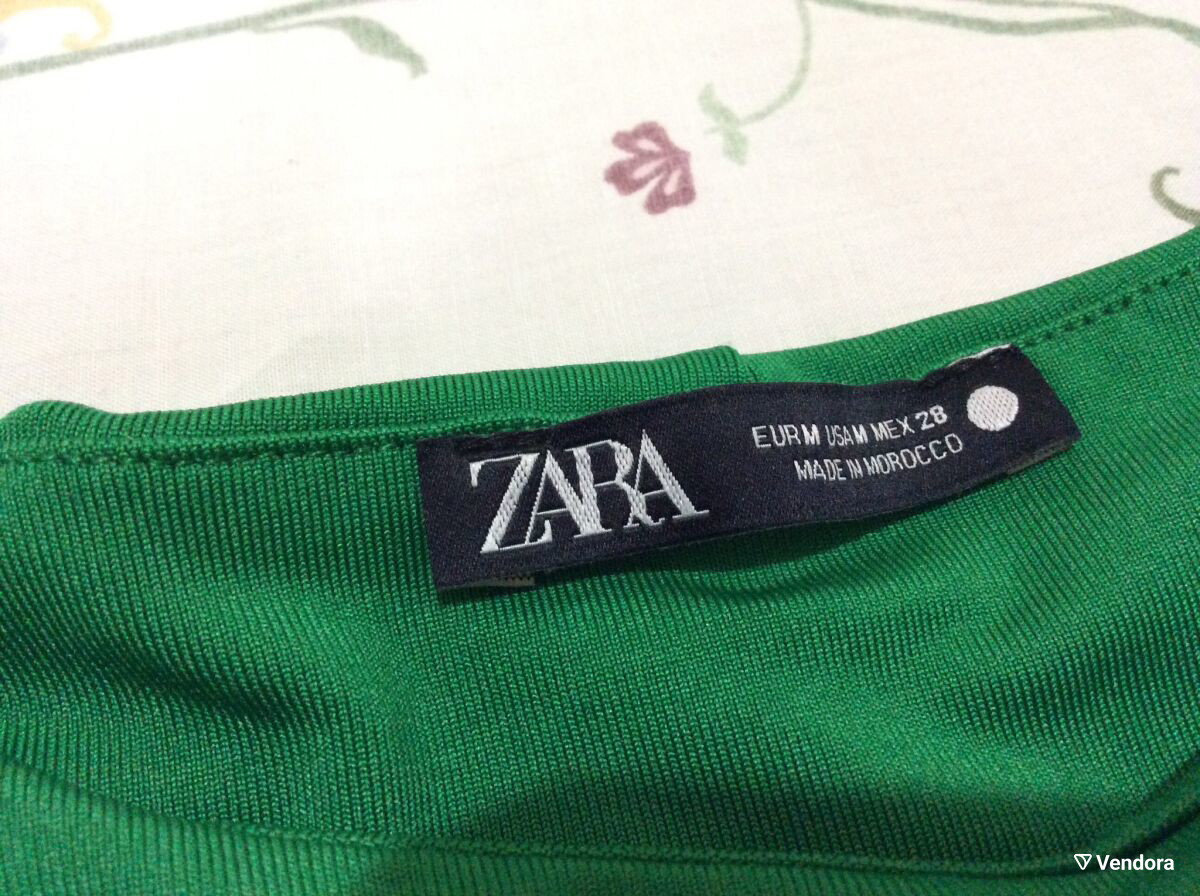 ZARA
EUR M USA M MEX 28
MADE IN MOROCCO
Vendora